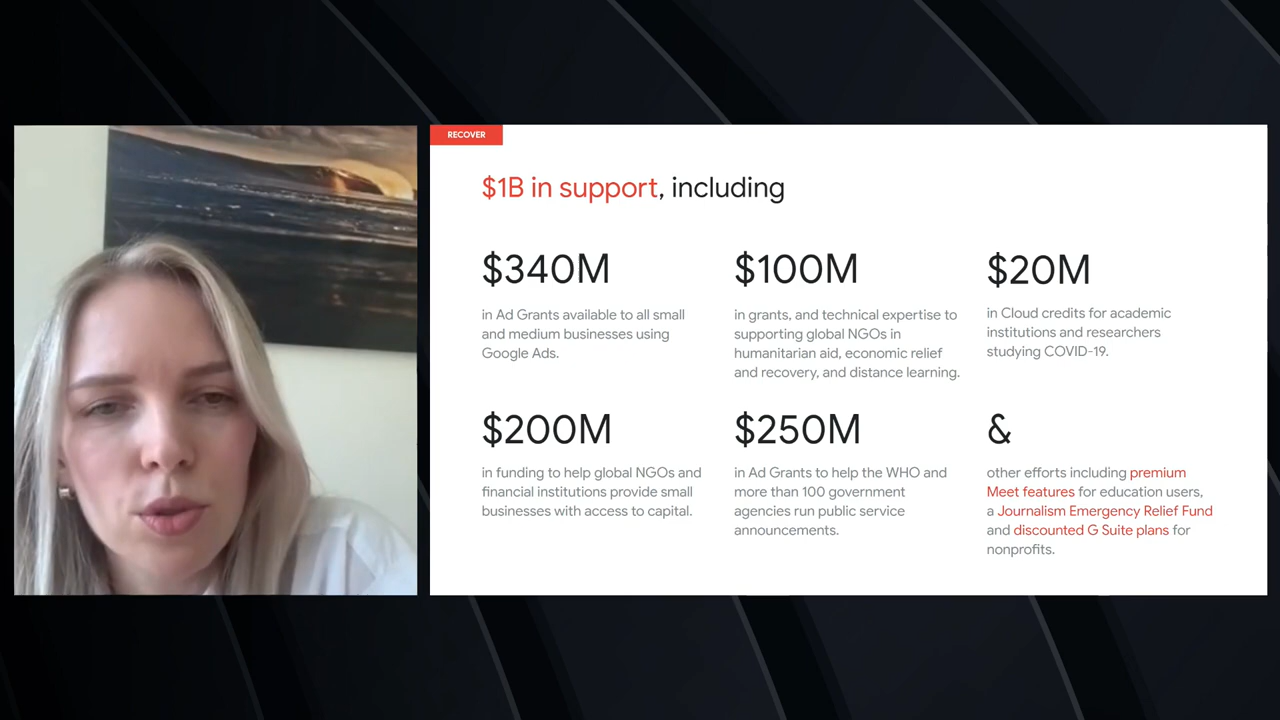 RECOVER
$1B in support, including
$340M
in Ad Grants available to all small
and medium businesses using
Google Ads.
$100M
in grants, and technical expertise to
supporting global NGOs in
humanitarian aid, economic relief
and recovery, and distance learning.
$20M
in Cloud credits for academic
institutions and researchers
studying COVID-19.
$200M
in funding to help global NGOs and
financial institutions provide small
businesses with access to capital.
$250M
in Ad Grants to help the WHO and
more than 100 government
agencies run public service
announcements.
&
other efforts including premium
Meet features for education users,
a Journalism Emergency Relief Fund
and discounted G Suite plans for
nonprofits.